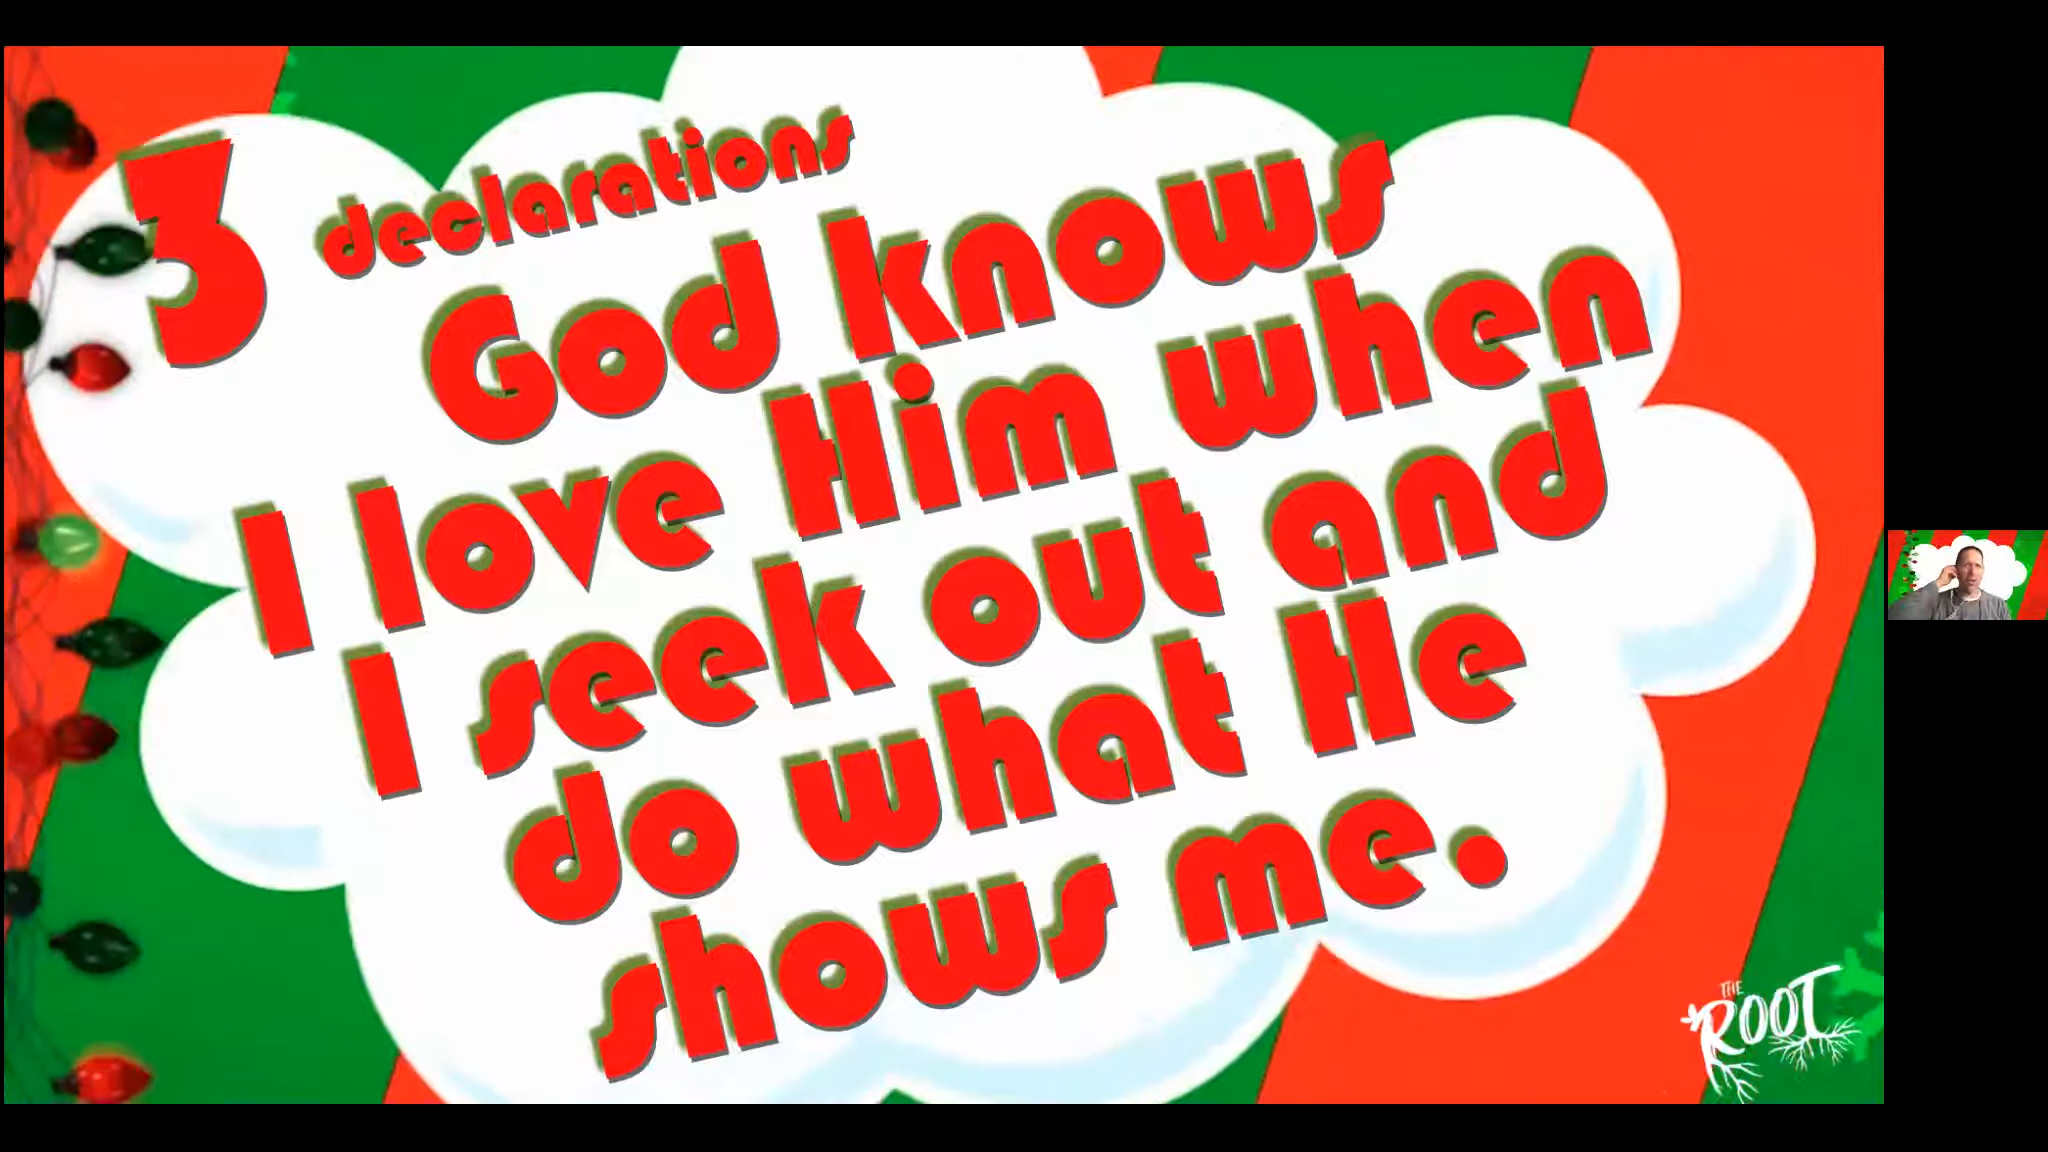 3 declarations
God knows
I love Him when
I seek out and
do what He
shows me.
THE
ROOT